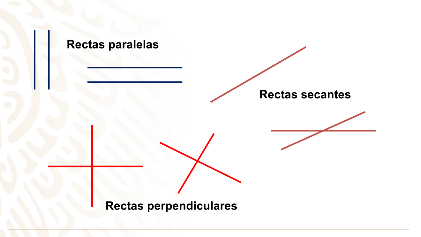 Rectas paralelas
Rectas secantes
Rectas perpendiculares